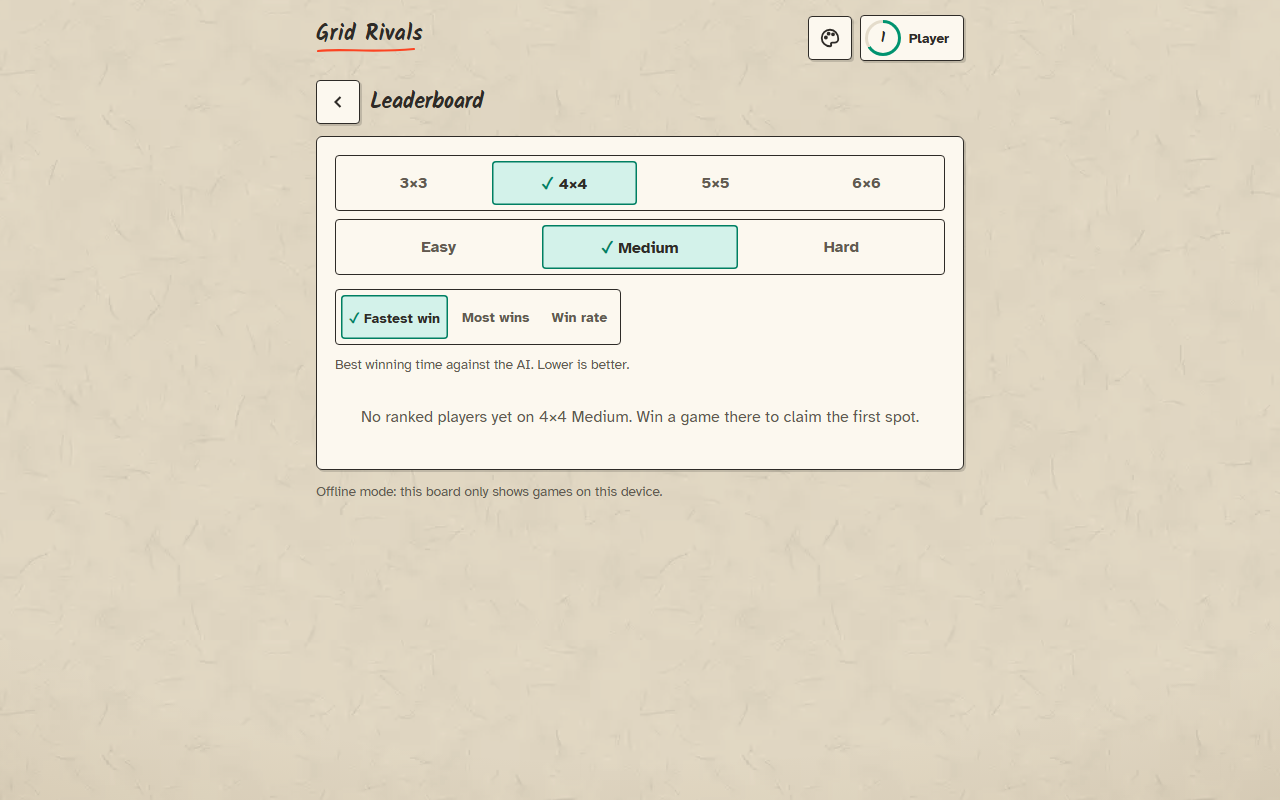 Grid Rivals
1 Player
Leaderboard
3×3 ✓ 4×4 5×5 6×6
Easy ✓ Medium Hard
✓ Fastest win Most wins Win rate
Best winning time against the AI. Lower is better.
No ranked players yet on 4×4 Medium. Win a game there to claim the first spot.
Offline mode: this board only shows games on this device.